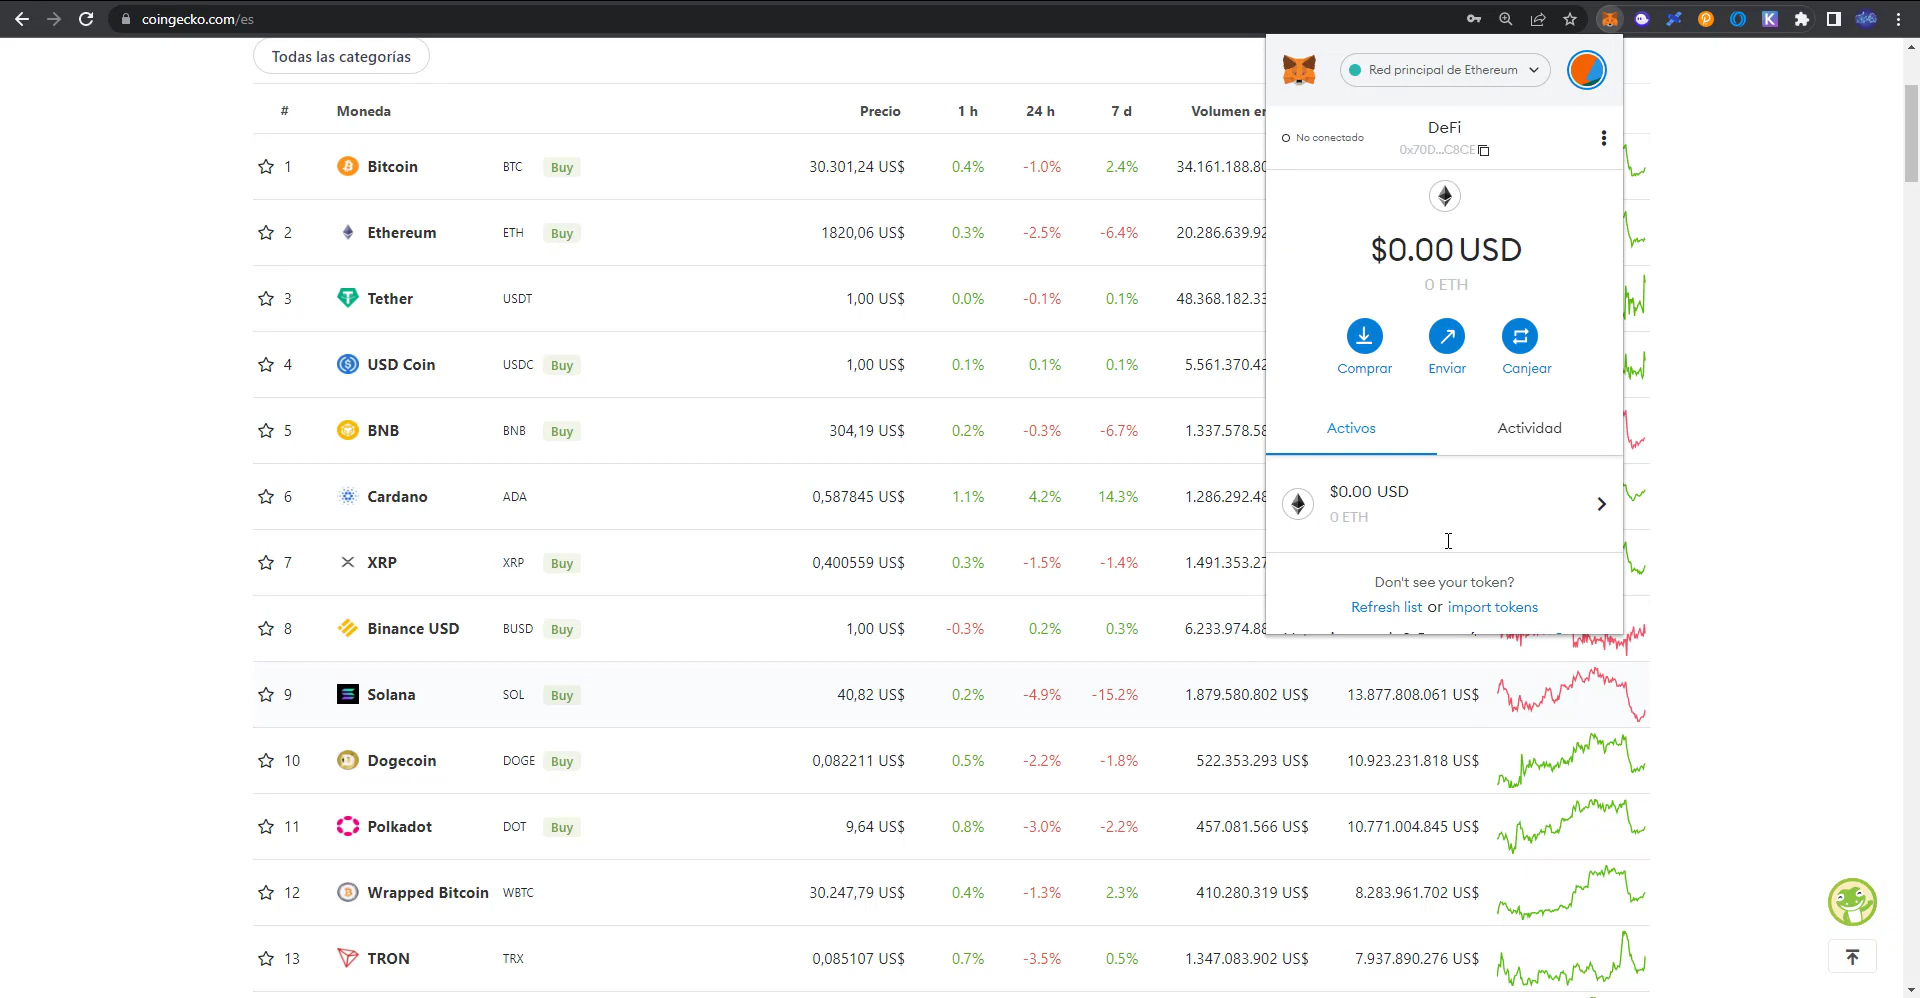 coingecko.com/es
Todas las categorías
# Moneda Precio 1 h 24 h 7 d Volumen en
1 Bitcoin BTC Buy 30.301,24 US$ 0.4% -1.0% 2.4% 34.161.188.80
2 Ethereum ETH Buy 1820,06 US$ 0.3% -2.5% -6.4% 20.286.639.92
3 Tether USDT 1,00 US$ 0.0% -0.1% 0.1% 48.368.182.33
4 USD Coin USDC Buy 1,00 US$ 0.1% 0.1% 0.1% 5.561.370.42
5 BNB BNB Buy 304,19 US$ 0.2% -0.3% -6.7% 1.337.578.58
6 Cardano ADA 0,587845 US$ 1.1% 4.2% 14.3% 1.286.292.48
7 XRP XRP Buy 0,400559 US$ 0.3% -1.5% -1.4% 1.491.353.27
8 Binance USD BUSD Buy 1,00 US$ -0.3% 0.2% 0.3% 6.233.974.88
9 Solana SOL Buy 40,82 US$ 0.2% -4.9% -15.2% 1.879.580.802 US$ 13.877.808.061 US$
10 Dogecoin DOGE Buy 0,082211 US$ 0.5% -2.2% -1.8% 522.353.293 US$ 10.923.231.818 US$
11 Polkadot DOT Buy 9,64 US$ 0.8% -3.0% -2.2% 457.081.566 US$ 10.771.004.845 US$
12 Wrapped Bitcoin WBTC 30.247,79 US$ 0.4% -1.3% 2.3% 410.280.319 US$ 8.283.961.702 US$
13 TRON TRX 0,085107 US$ 0.7% -3.5% 0.5% 1.347.083.902 US$ 7.937.890.276 US$
Red principal de Ethereum
No conectado
DeFi
0x70D...C8CE
$0.00 USD
0 ETH
Comprar Enviar Canjear
Activos Actividad
$0.00 USD
0 ETH
Don't see your token?
Refresh list or import tokens